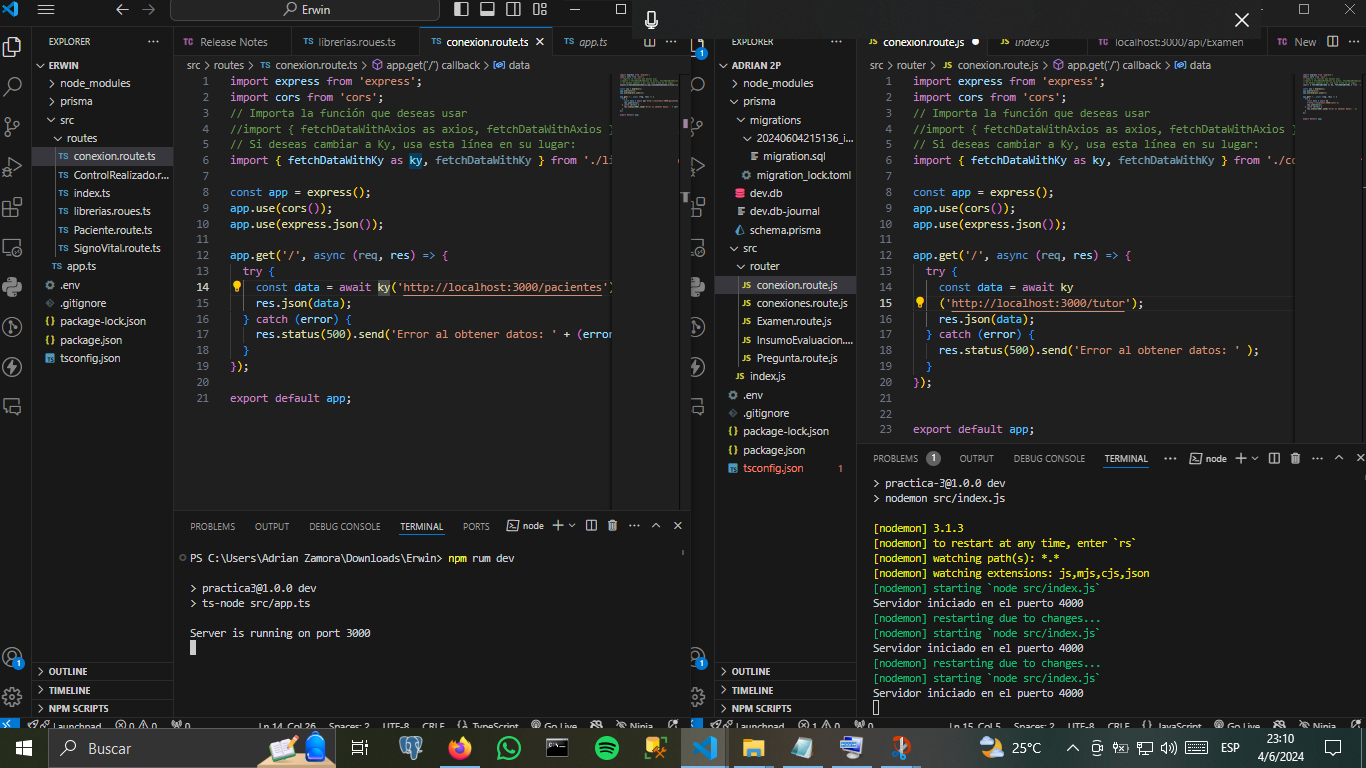 Erwin
EXPLORER
ERWIN
node_modules
prisma
src
routes
conexion.route.ts
ControlRealizado.r...
index.ts
librerias.roues.ts
Paciente.route.ts
SignoVital.route.ts
app.ts
.env
.gitignore
package-lock.json
package.json
tsconfig.json
OUTLINE
TIMELINE
NPM SCRIPTS
Release Notes
librerias.roues.ts
conexion.route.ts
app.ts
src > routes > conexion.route.ts > app.get('/') callback > data
1 import express from 'express';
2 import cors from 'cors';
3 // Importa la función que deseas usar
4 //import { fetchDataWithAxios as axios, fetchDataWithAxios }
5 // Si deseas cambiar a Ky, usa esta línea en su lugar:
6 import { fetchDataWithKy as ky, fetchDataWithKy } from './li
7
8 const app = express();
9 app.use(cors());
10 app.use(express.json());
11
12 app.get('/', async (req, res) => {
13 try {
14 const data = await ky('http://localhost:3000/pacientes')
15 res.json(data);
16 } catch (error) {
17 res.status(500).send('Error al obtener datos: ' + (error
18 }
19 });
20
21 export default app;
PROBLEMS OUTPUT DEBUG CONSOLE TERMINAL PORTS node
PS C:\Users\Adrian Zamora\Downloads\Erwin> npm rum dev
> practica3@1.0.0 dev
> ts-node src/app.ts
Server is running on port 3000
Launchpad 0 0 0 Ln 14, Col 26 Spaces: 2 UTF-8 CRLF TypeScript Go Live Ninja
EXPLORER
ADRIAN 2P
node_modules
prisma
migrations
20240604215136_i...
migration.sql
migration_lock.toml
dev.db
dev.db-journal
schema.prisma
src
router
conexion.route.js
conexiones.route.js
Examen.route.js
InsumoEvaluacion....
Pregunta.route.js
index.js
.env
.gitignore
package-lock.json
package.json
tsconfig.json 1
OUTLINE
TIMELINE
NPM SCRIPTS
conexion.route.js
index.js
localhost:3000/api/Examen
New
src > router > conexion.route.js > app.get('/') callback > data
1 import express from 'express';
2 import cors from 'cors';
3 // Importa la función que deseas usar
4 //import { fetchDataWithAxios as axios, fetchDataWithAxios }
5 // Si deseas cambiar a Ky, usa esta línea en su lugar:
6 import { fetchDataWithKy as ky, fetchDataWithKy } from './co
7
8 const app = express();
9 app.use(cors());
10 app.use(express.json());
11
12 app.get('/', async (req, res) => {
13 try {
14 const data = await ky
15 ('http://localhost:3000/tutor');
16 res.json(data);
17 } catch (error) {
18 res.status(500).send('Error al obtener datos: ' );
19 }
20 });
21
22
23 export default app;
PROBLEMS 1 OUTPUT DEBUG CONSOLE TERMINAL node
> practica-3@1.0.0 dev
> nodemon src/index.js
[nodemon] 3.1.3
[nodemon] to restart at any time, enter `rs`
[nodemon] watching path(s): *.*
[nodemon] watching extensions: js,mjs,cjs,json
[nodemon] starting `node src/index.js`
Servidor iniciado en el puerto 4000
[nodemon] restarting due to changes...
[nodemon] starting `node src/index.js`
Servidor iniciado en el puerto 4000
[nodemon] restarting due to changes...
[nodemon] starting `node src/index.js`
Servidor iniciado en el puerto 4000
Launchpad 1 0 0 Ln 15, Col 5 Spaces: 2 UTF-8 CRLF JavaScript Go Live Ninja
Buscar
25°C
ESP
23:10
4/6/2024